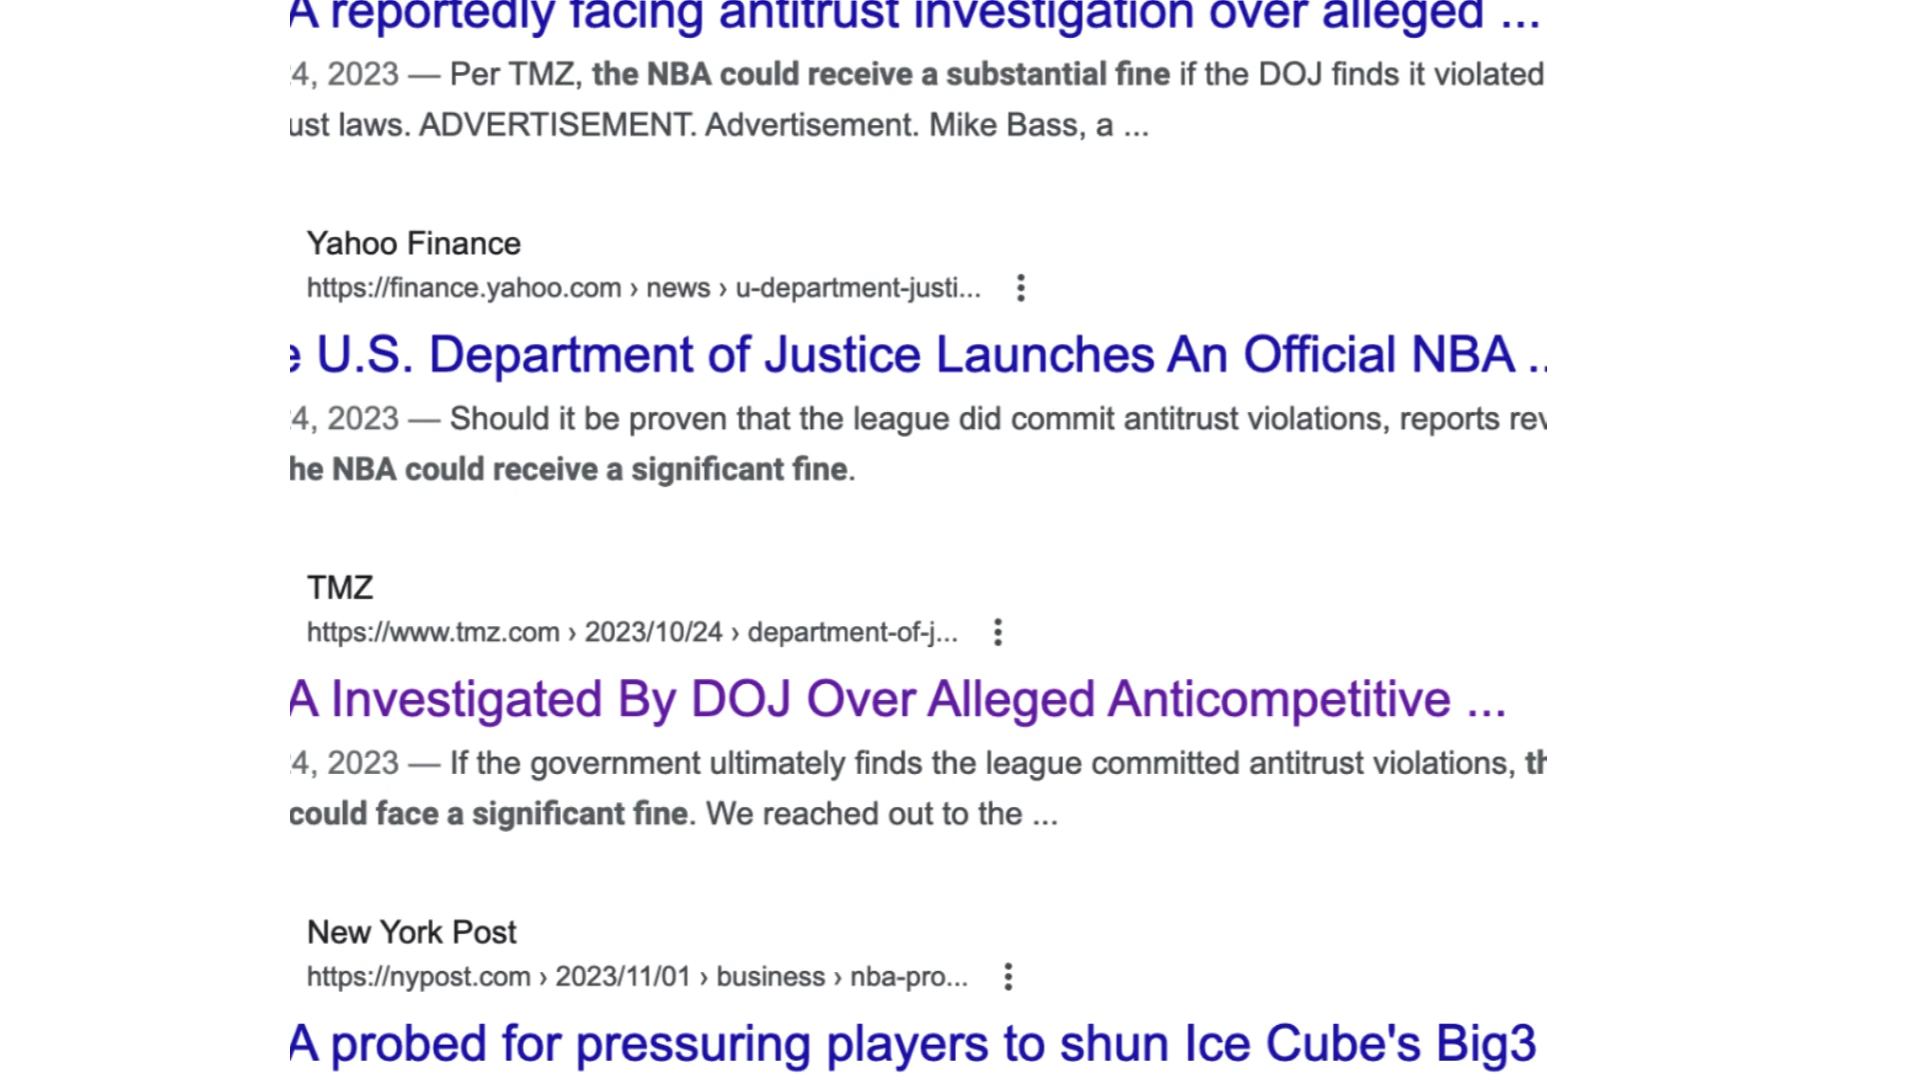 A reportedly facing antitrust investigation over alleged ...
4, 2023 — Per TMZ, the NBA could receive a substantial fine if the DOJ finds it violated
ust laws. ADVERTISEMENT. Advertisement. Mike Bass, a ...
Yahoo Finance
https://finance.yahoo.com › news › u-department-justi...
e U.S. Department of Justice Launches An Official NBA ..
4, 2023 — Should it be proven that the league did commit antitrust violations, reports rev
he NBA could receive a significant fine.
TMZ
https://www.tmz.com › 2023/10/24 › department-of-j...
A Investigated By DOJ Over Alleged Anticompetitive ...
4, 2023 — If the government ultimately finds the league committed antitrust violations, th
could face a significant fine. We reached out to the ...
New York Post
https://nypost.com › 2023/11/01 › business › nba-pro...
A probed for pressuring players to shun Ice Cube's Big3